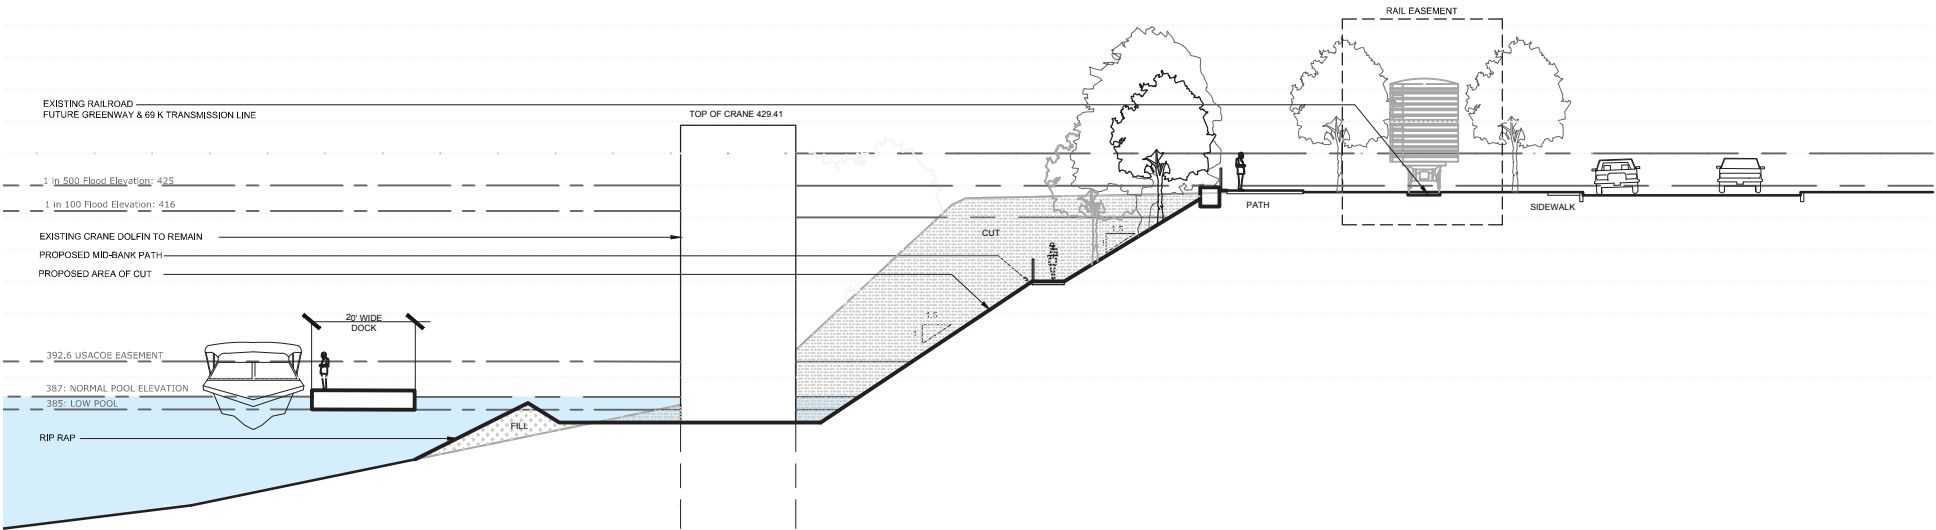 RAIL EASEMENT
EXISTING RAILROAD
FUTURE GREENWAY & 69 K TRANSMISSION LINE
TOP OF CRANE 429.41
1 in 500 Flood Elevation: 425
1 in 100 Flood Elevation: 416
PATH
SIDEWALK
EXISTING CRANE DOLFIN TO REMAIN
CUT
1.5
1
PROPOSED MID-BANK PATH
PROPOSED AREA OF CUT
20' WIDE
DOCK
1.5
1
392.6 USACOE EASEMENT
387: NORMAL POOL ELEVATION
385: LOW POOL
FILL
RIP RAP